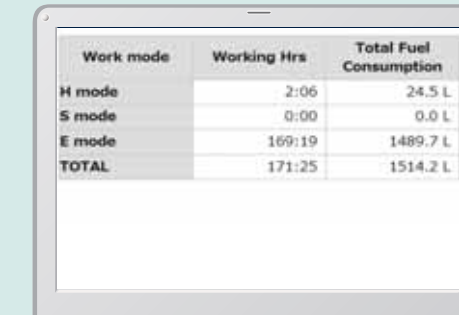 Work mode Working Hrs Total Fuel Consumption
H mode 2:06 24.5 L
S mode 0:00 0.0 L
E mode 169:19 1489.7 L
TOTAL 171:25 1514.2 L